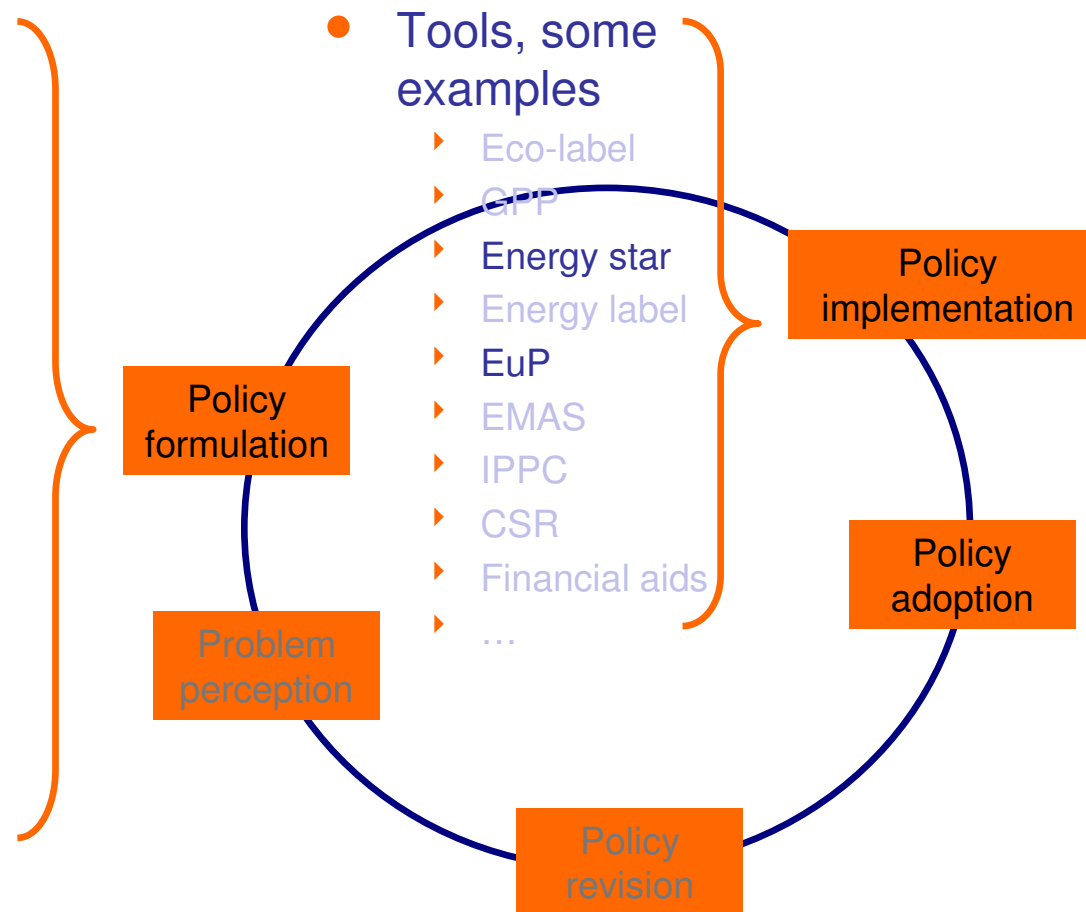 Tools, some
examples
Eco-label
GPP
Energy star
Energy label
EuP
EMAS
IPPC
CSR
Financial aids
…
Policy
implementation
Policy
formulation
Policy
adoption
Problem
perception
Policy
revision